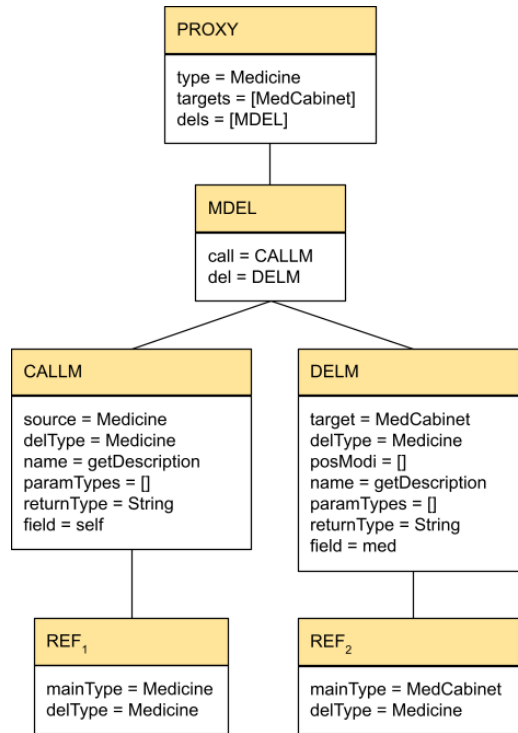 PROXY
type = Medicine
targets = [MedCabinet]
dels = [MDEL]
MDEL
call = CALLM
del = DELM
CALLM
source = Medicine
delType = Medicine
name = getDescription
paramTypes = []
returnType = String
field = self
DELM
target = MedCabinet
delType = Medicine
posModi = []
name = getDescription
paramTypes = []
returnType = String
field = med
REF₁
mainType = Medicine
delType = Medicine
REF₂
mainType = MedCabinet
delType = Medicine